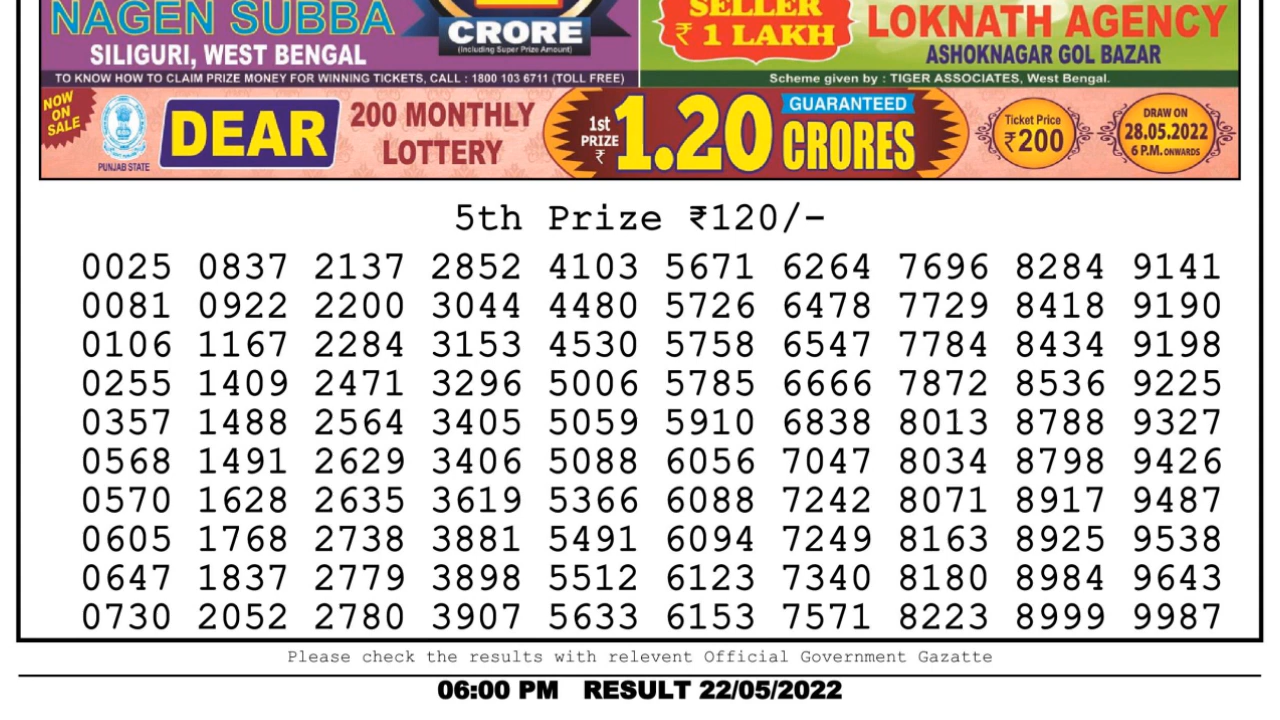 NAGEN SUBBA
SILIGURI, WEST BENGAL
CRORE
(Including Super Prize Amount)
SELLER
₹ 1 LAKH
LOKNATH AGENCY
ASHOKNAGAR GOL BAZAR
TO KNOW HOW TO CLAIM PRIZE MONEY FOR WINNING TICKETS, CALL : 1800 103 6711 (TOLL FREE)
Scheme given by : TIGER ASSOCIATES, West Bengal.
NOW
ON
SALE
PUNJAB STATE
DEAR
200 MONTHLY
LOTTERY
1st
PRIZE
₹
1.20
GUARANTEED
CRORES
Ticket Price
₹200
DRAW ON
28.05.2022
6 P.M. ONWARDS
5th Prize ₹120/-
0025 0837 2137 2852 4103 5671 6264 7696 8284 9141
0081 0922 2200 3044 4480 5726 6478 7729 8418 9190
0106 1167 2284 3153 4530 5758 6547 7784 8434 9198
0255 1409 2471 3296 5006 5785 6666 7872 8536 9225
0357 1488 2564 3405 5059 5910 6838 8013 8788 9327
0568 1491 2629 3406 5088 6056 7047 8034 8798 9426
0570 1628 2635 3619 5366 6088 7242 8071 8917 9487
0605 1768 2738 3881 5491 6094 7249 8163 8925 9538
0647 1837 2779 3898 5512 6123 7340 8180 8984 9643
0730 2052 2780 3907 5633 6153 7571 8223 8999 9987
Please check the results with relevent Official Government Gazatte
06:00 PM RESULT 22/05/2022